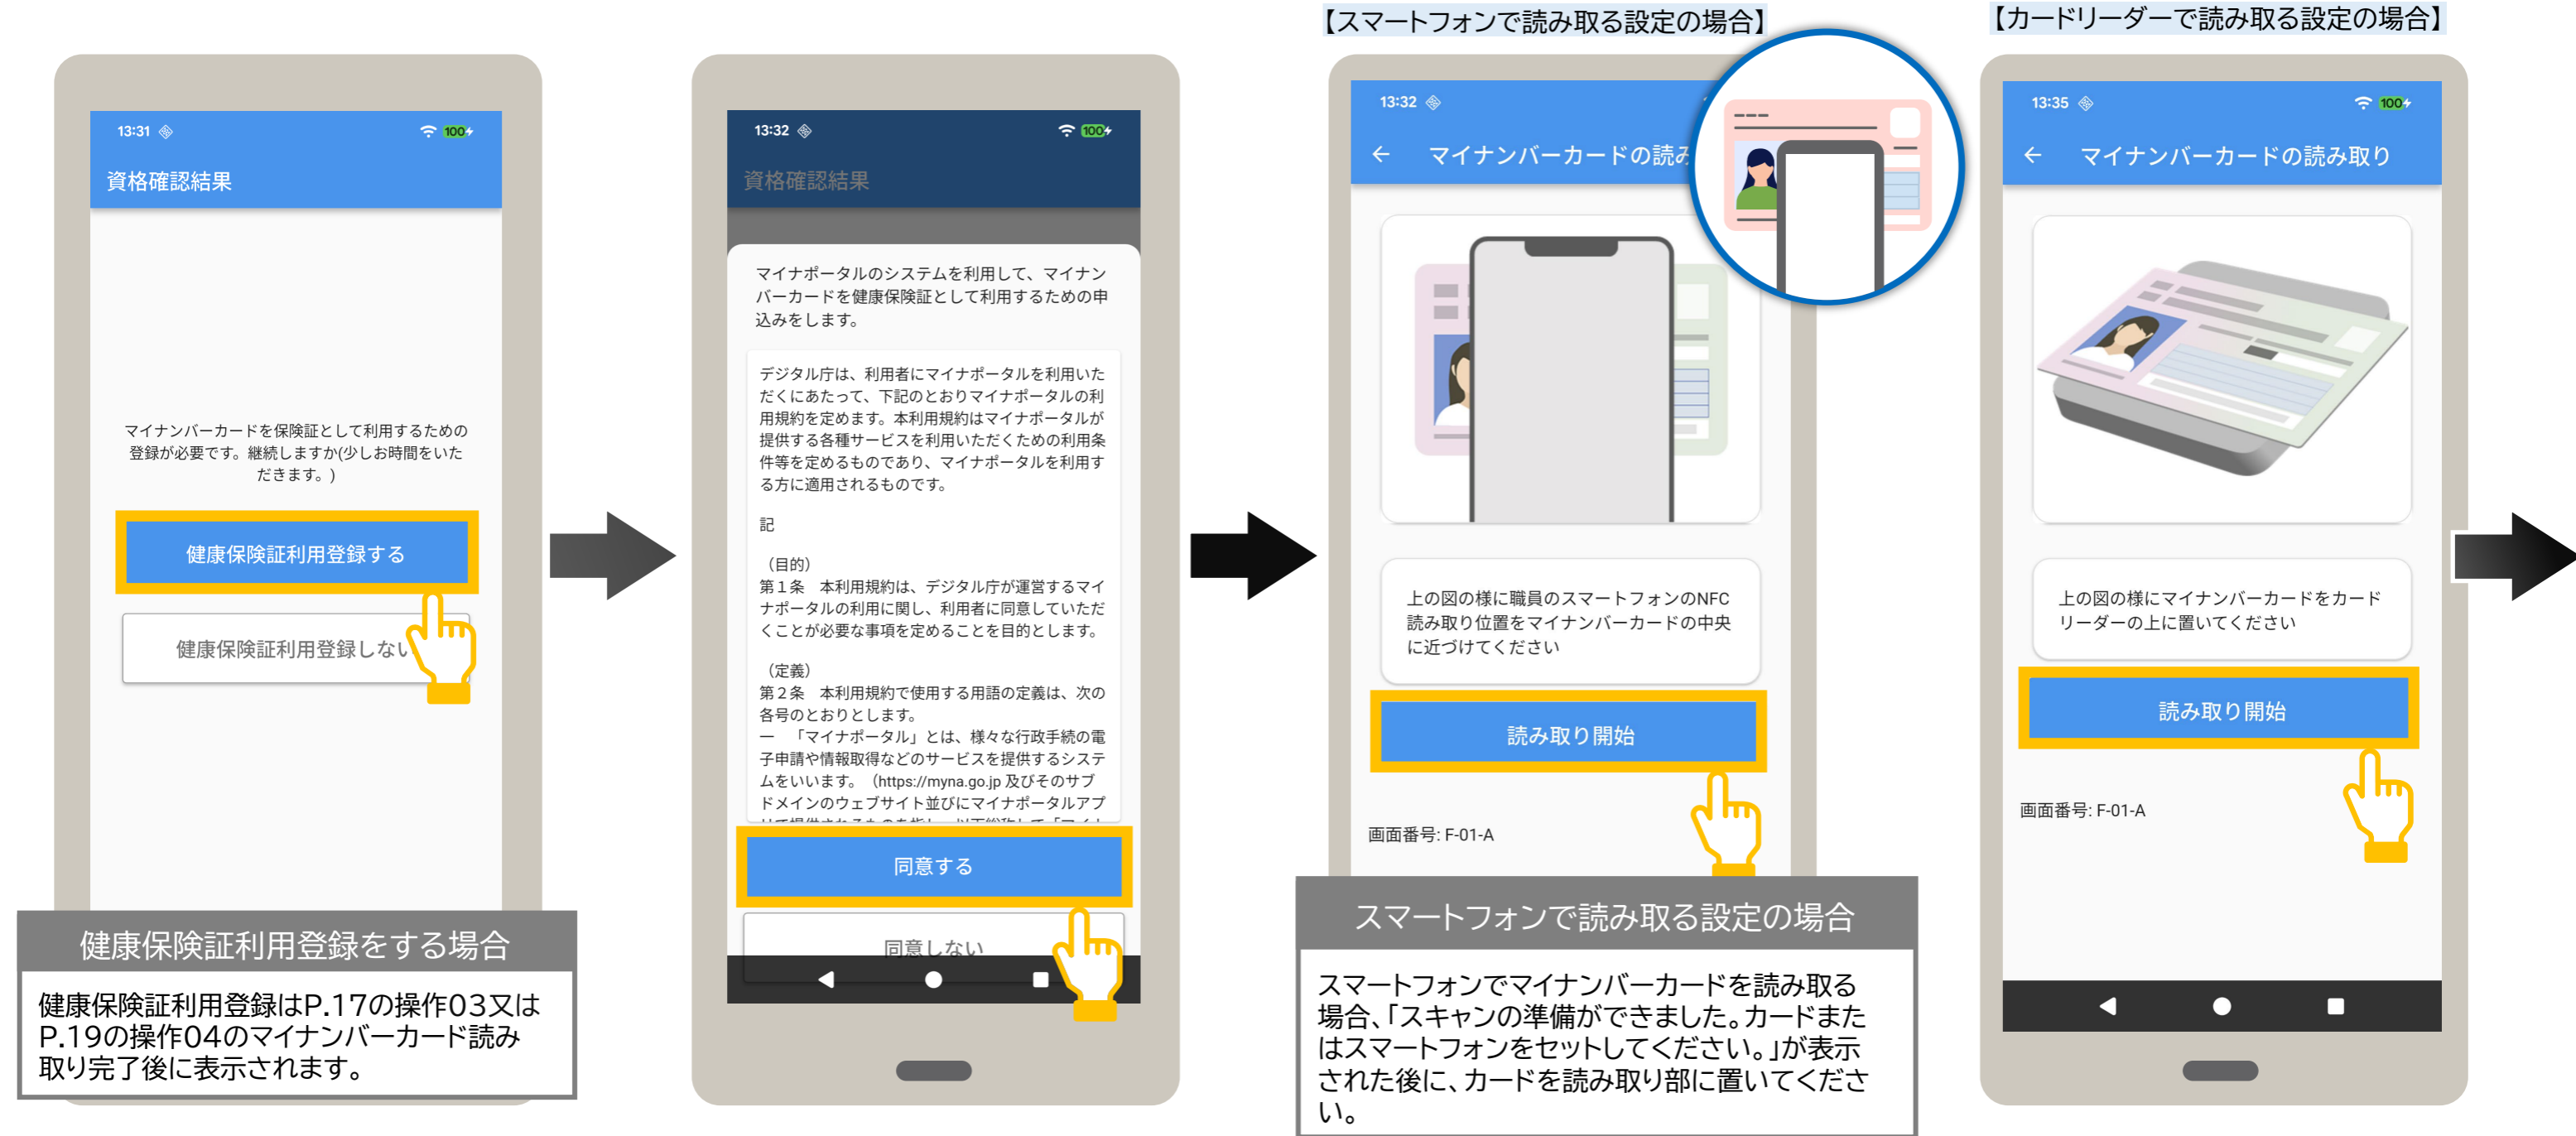 【スマートフォンで読み取る設定の場合】
【カードリーダーで読み取る設定の場合】
13:31
100
資格確認結果
マイナンバーカードを保険証として利用するための
登録が必要です。継続しますか(少しお時間をいた
だきます。)
健康保険証利用登録する
健康保険証利用登録しない
健康保険証利用登録をする場合
健康保険証利用登録はP.17の操作03又は
P.19の操作04のマイナンバーカード読み
取り完了後に表示されます。
13:32
100
資格確認結果
マイナポータルのシステムを利用して、マイナン
バーカードを健康保険証として利用するための申
込みをします。
デジタル庁は、利用者にマイナポータルを利用いた
だくにあたって、下記のとおりマイナポータルの利
用規約を定めます。本利用規約はマイナポータルが
提供する各種サービスを利用いただくための利用条
件等を定めるものであり、マイナポータルを利用す
る方に適用されるものです。
記
（目的）
第１条　本利用規約は、デジタル庁が運営するマイ
ナポータルの利用に関し、利用者に同意していただ
くことが必要な事項を定めることを目的とします。
（定義）
第２条　本利用規約で使用する用語の定義は、次の
各号のとおりとします。
一　「マイナポータル」とは、様々な行政手続の電
子申請や情報取得などのサービスを提供するシステ
ムをいいます。（https://myna.go.jp 及びそのサブ
ドメインのウェブサイト並びにマイナポータルアプ
同意する
同意しない
13:32
マイナンバーカードの読み
上の図の様に職員のスマートフォンのNFC
読み取り位置をマイナンバーカードの中央
に近づけてください
読み取り開始
画面番号: F-01-A
スマートフォンで読み取る設定の場合
スマートフォンでマイナンバーカードを読み取る
場合、「スキャンの準備ができました。カードまた
はスマートフォンをセットしてください。」が表示
された後に、カードを読み取り部に置いてくださ
い。
13:35
100
マイナンバーカードの読み取り
上の図の様にマイナンバーカードをカード
リーダーの上に置いてください
読み取り開始
画面番号: F-01-A